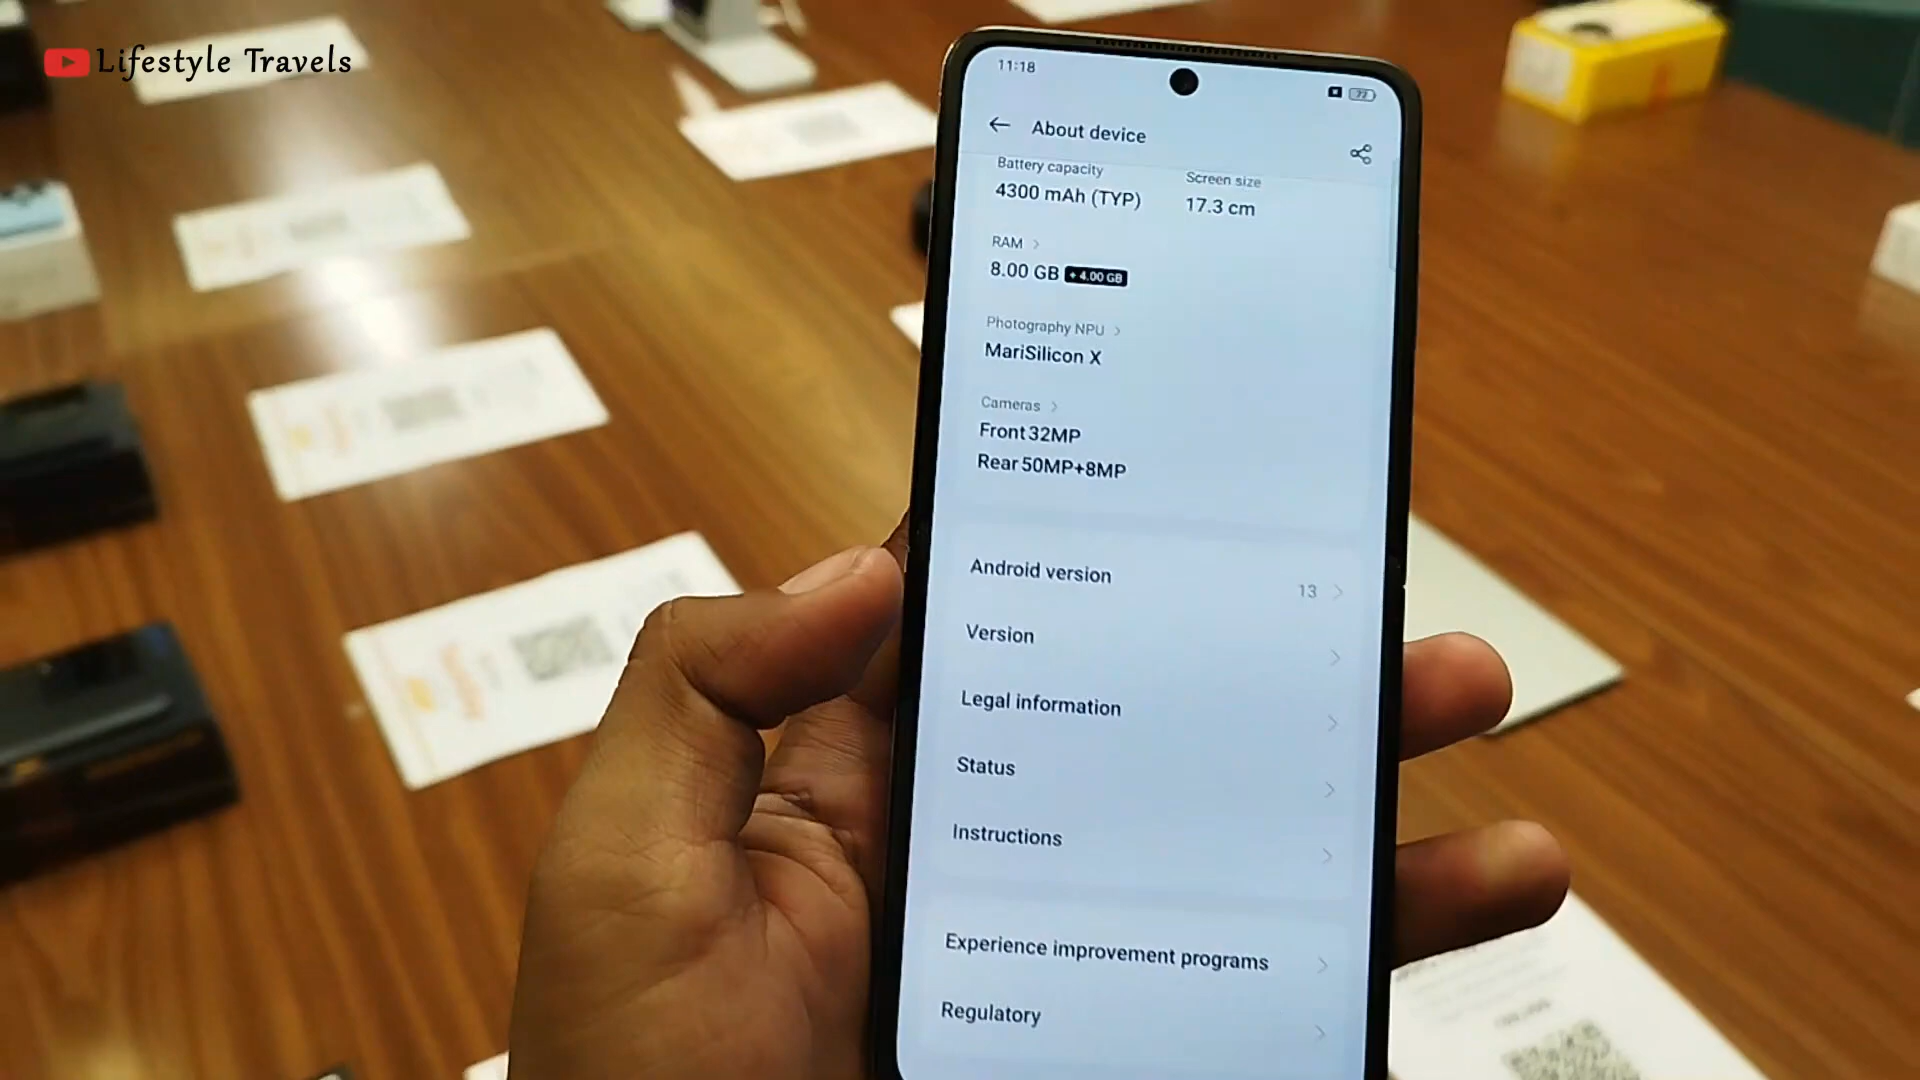 Lifestyle Travels
11:18
77
About device
Battery capacity
4300 mAh (TYP)
Screen size
17.3 cm
RAM
8.00 GB + 4.00 GB
Photography NPU
MariSilicon X
Cameras
Front 32MP
Rear 50MP+8MP
Android version
13
Version
Legal information
Status
Instructions
Experience improvement programs
Regulatory